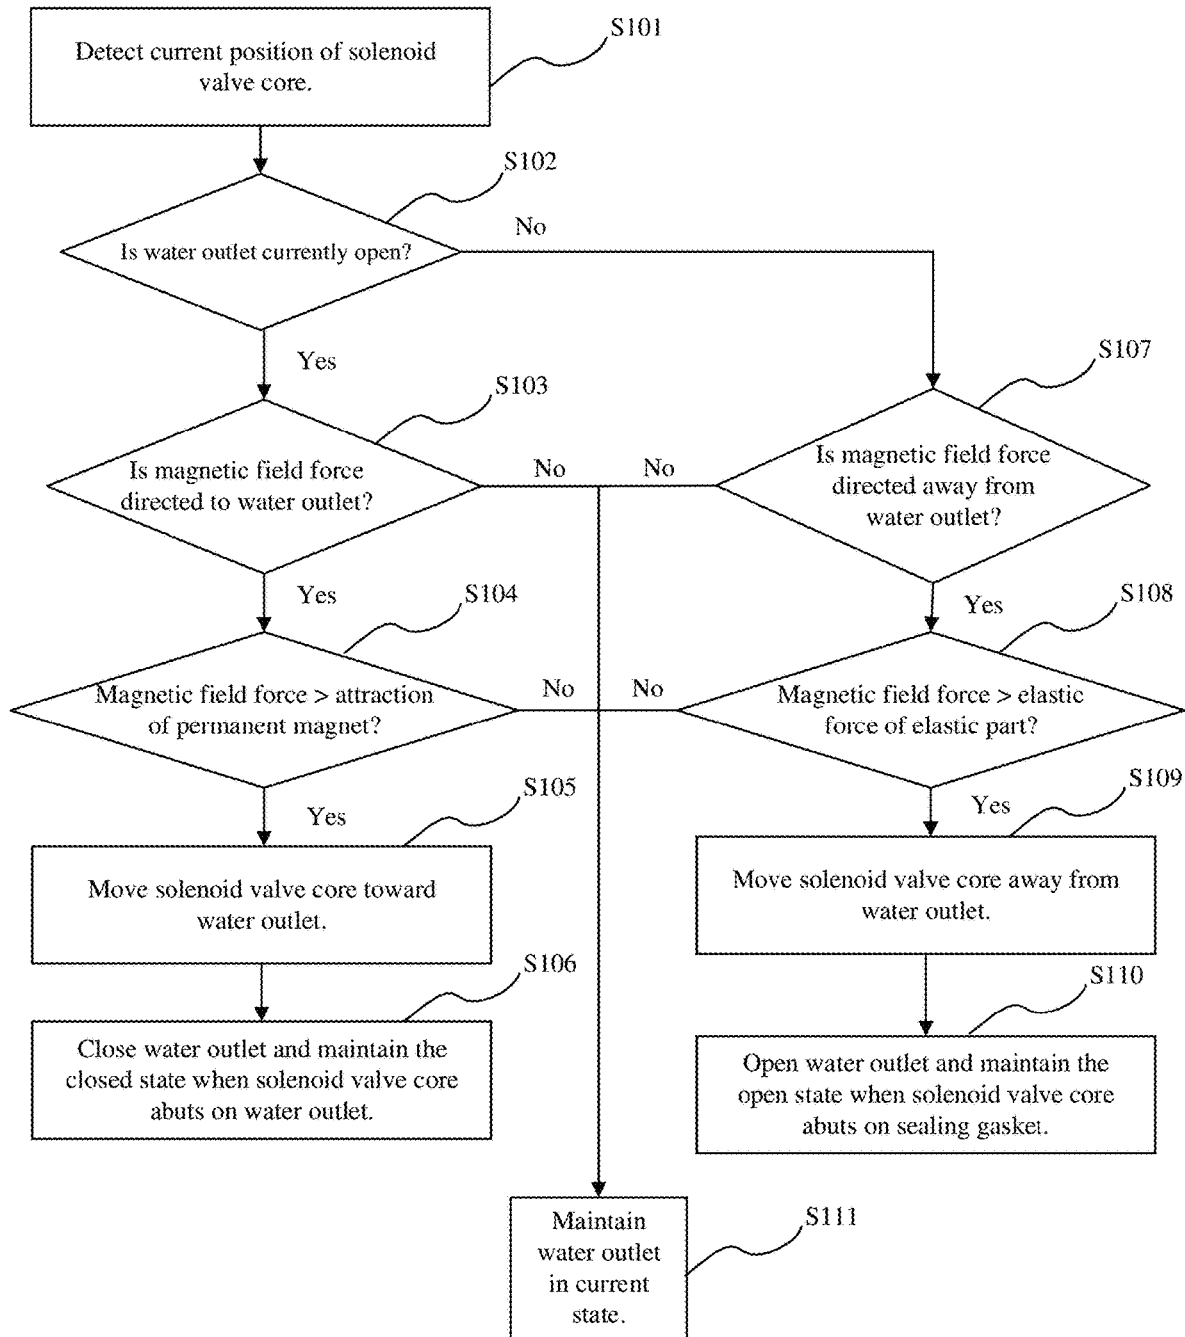 S101
Detect current position of solenoid
valve core.
S102
Is water outlet currently open?
No
Yes
S103
Is magnetic field force
directed to water outlet?
No
No
S107
Is magnetic field force
directed away from
water outlet?
Yes
S104
Yes
S108
Magnetic field force > attraction
of permanent magnet?
No
No
Magnetic field force > elastic
force of elastic part?
Yes
S105
Yes
S109
Move solenoid valve core toward
water outlet.
Move solenoid valve core away from
water outlet.
S106
S110
Close water outlet and maintain the
closed state when solenoid valve core
abuts on water outlet.
Open water outlet and maintain the
open state when solenoid valve core
abuts on sealing gasket.
S111
Maintain
water outlet
in current
state.